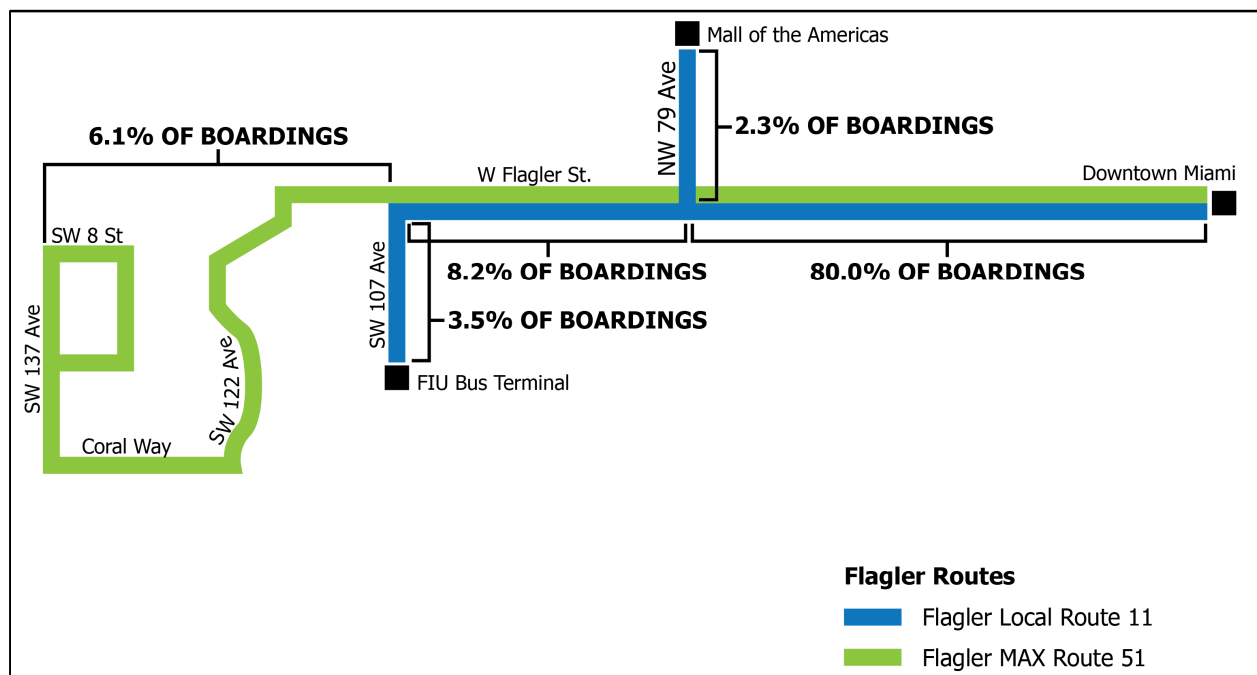 Mall of the Americas
NW 79 Ave
2.3% OF BOARDINGS
6.1% OF BOARDINGS
W Flagler St.
Downtown Miami
SW 8 St
8.2% OF BOARDINGS
80.0% OF BOARDINGS
SW 107 Ave
3.5% OF BOARDINGS
SW 137 Ave
SW 122 Ave
FIU Bus Terminal
Coral Way
Flagler Routes
Flagler Local Route 11
Flagler MAX Route 51